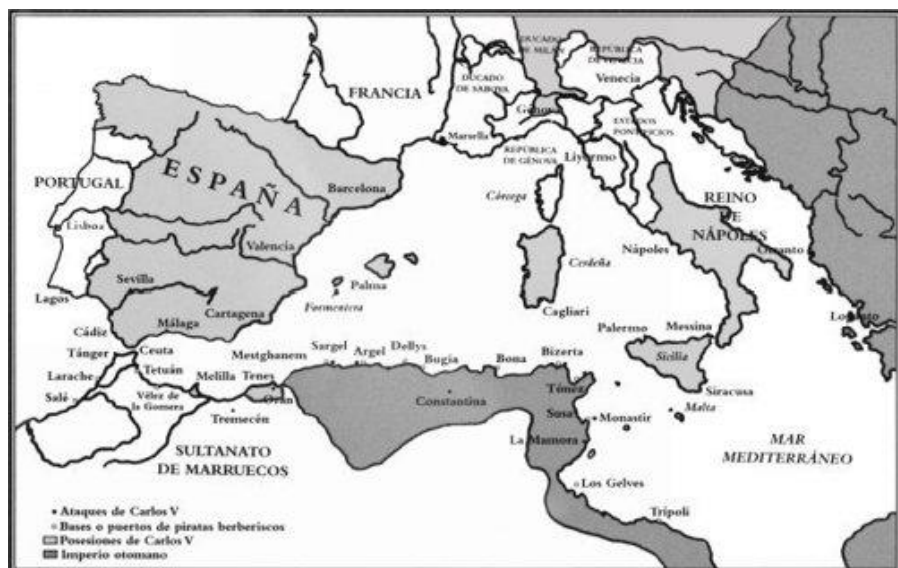 DUCADO
DE MILÁN
REPÚBLICA
DE VENECIA
Venecia
DUCADO
DE SABOYA
FRANCIA
Génova
ESTADOS
PONTIFICIOS
Marsella
REPÚBLICA
DE GÉNOVA
Livorno
ESPAÑA
PORTUGAL
Barcelona
Córcega
REINO
DE
NÁPOLES
Lisboa
Valencia
Nápoles
Otranto
Cerdeña
Sevilla
Palma
Formentera
Lagos
Cartagena
Cagliari
Málaga
Cádiz
Palermo
Messina
Lepanto
Tánger
Ceuta
Mestghanem
Sargel
Argel
Dellys
Bugía
Bona
Bizerta
Sicilia
Larache
Tetuán
Melilla
Tenes
Túnez
Siracusa
Salé
Vélez de
la Gomera
Orán
Constantina
Susa
Monastir
Malta
Tremecén
SULTANATO
DE MARRUECOS
La Mamora
MAR
MEDITERRÁNEO
Los Gelves
Trípoli
Ataques de Carlos V
Bases o puertos de piratas berberiscos
Posesiones de Carlos V
Imperio otomano